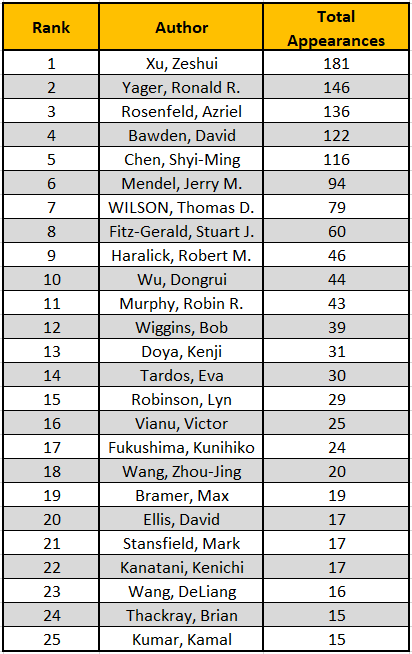 Rank Author Total Appearances
1 Xu, Zeshui 181
2 Yager, Ronald R. 146
3 Rosenfeld, Azriel 136
4 Bawden, David 122
5 Chen, Shyi-Ming 116
6 Mendel, Jerry M. 94
7 WILSON, Thomas D. 79
8 Fitz-Gerald, Stuart J. 60
9 Haralick, Robert M. 46
10 Wu, Dongrui 44
11 Murphy, Robin R. 43
12 Wiggins, Bob 39
13 Doya, Kenji 31
14 Tardos, Eva 30
15 Robinson, Lyn 29
16 Vianu, Victor 25
17 Fukushima, Kunihiko 24
18 Wang, Zhou-Jing 20
19 Bramer, Max 19
20 Ellis, David 17
21 Stansfield, Mark 17
22 Kanatani, Kenichi 17
23 Wang, DeLiang 16
24 Thackray, Brian 15
25 Kumar, Kamal 15